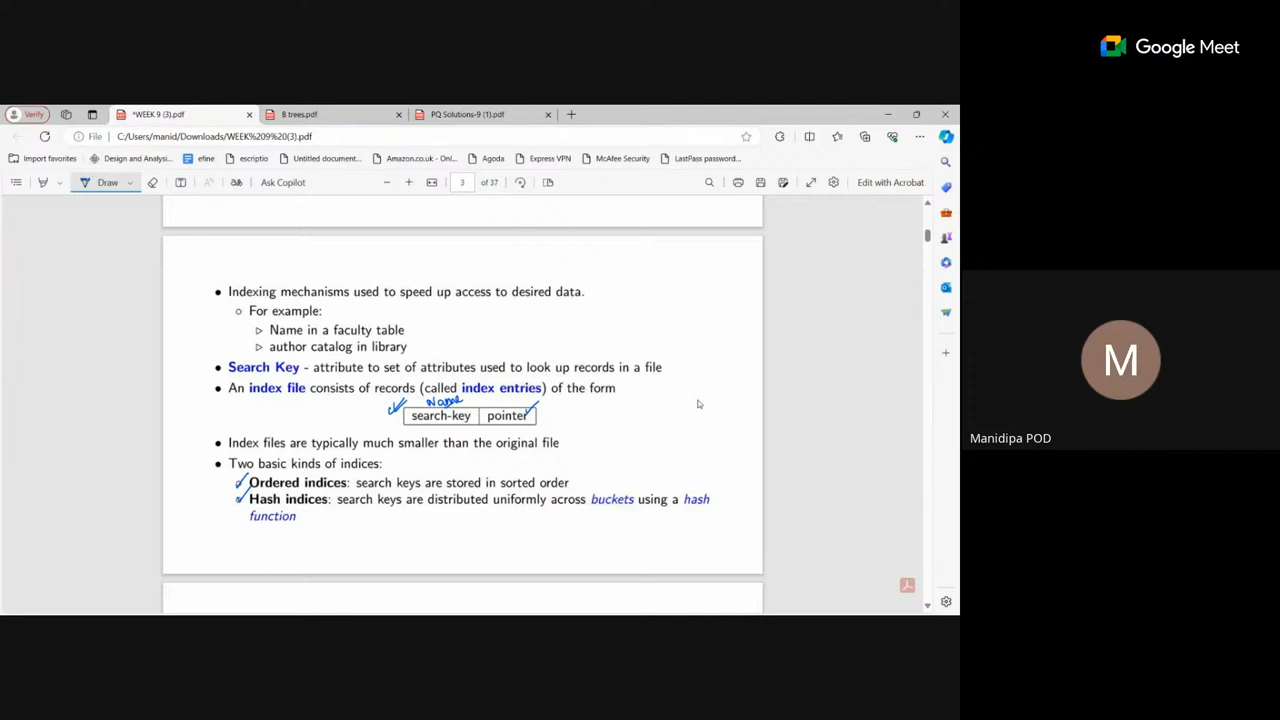 Google Meet
Verify
*WEEK 9 (3).pdf
B trees.pdf
PQ Solutions-9 (1).pdf
File
C:/Users/manid/Downloads/WEEK%209%20(3).pdf
Import favorites
Design and Analysi...
efine
escriptio
Untitled document...
Amazon.co.uk - Onl...
Agoda
Express VPN
McAfee Security
LastPass password...
Draw
Ask Copilot
3 of 37
Edit with Acrobat
• Indexing mechanisms used to speed up access to desired data.
○ For example:
▷ Name in a faculty table
▷ author catalog in library
• Search Key - attribute to set of attributes used to look up records in a file
• An index file consists of records (called index entries) of the form
Name
search-key pointer
• Index files are typically much smaller than the original file
• Two basic kinds of indices:
Ordered indices: search keys are stored in sorted order
Hash indices: search keys are distributed uniformly across buckets using a hash
function
M
Manidipa POD